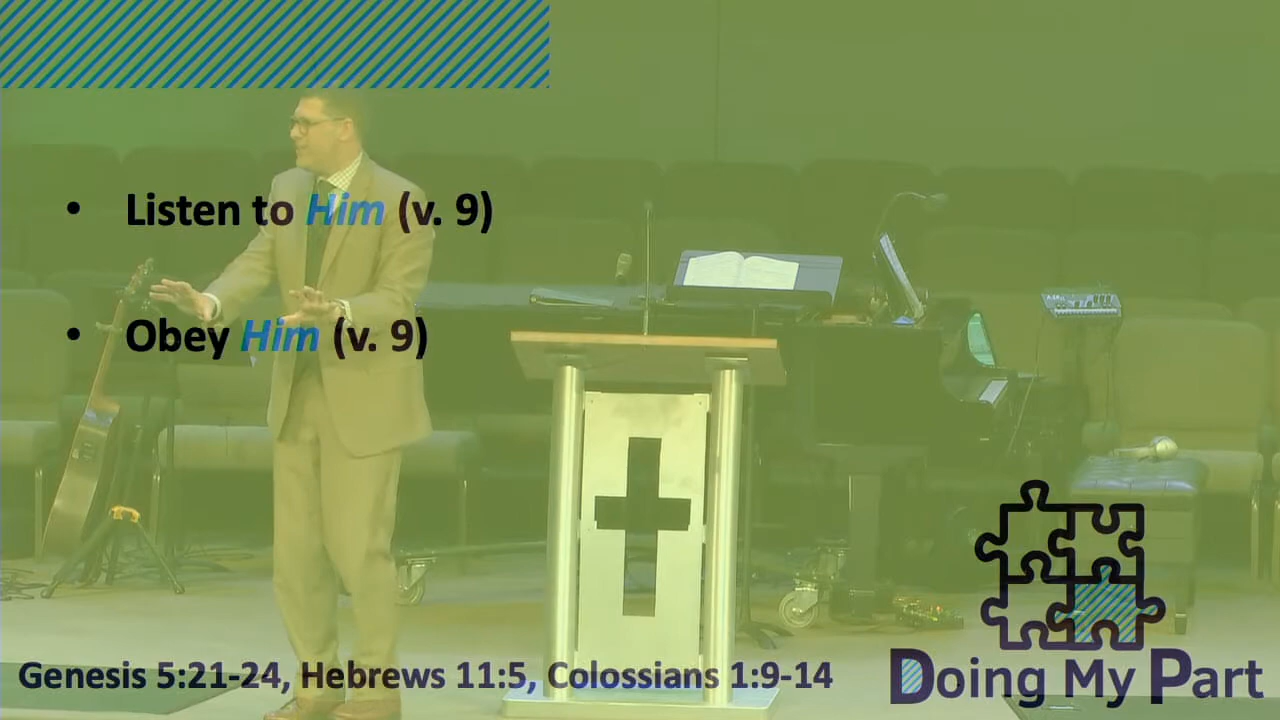 • Listen to Him (v. 9)
• Obey Him (v. 9)
Genesis 5:21-24, Hebrews 11:5, Colossians 1:9-14
Doing My Part